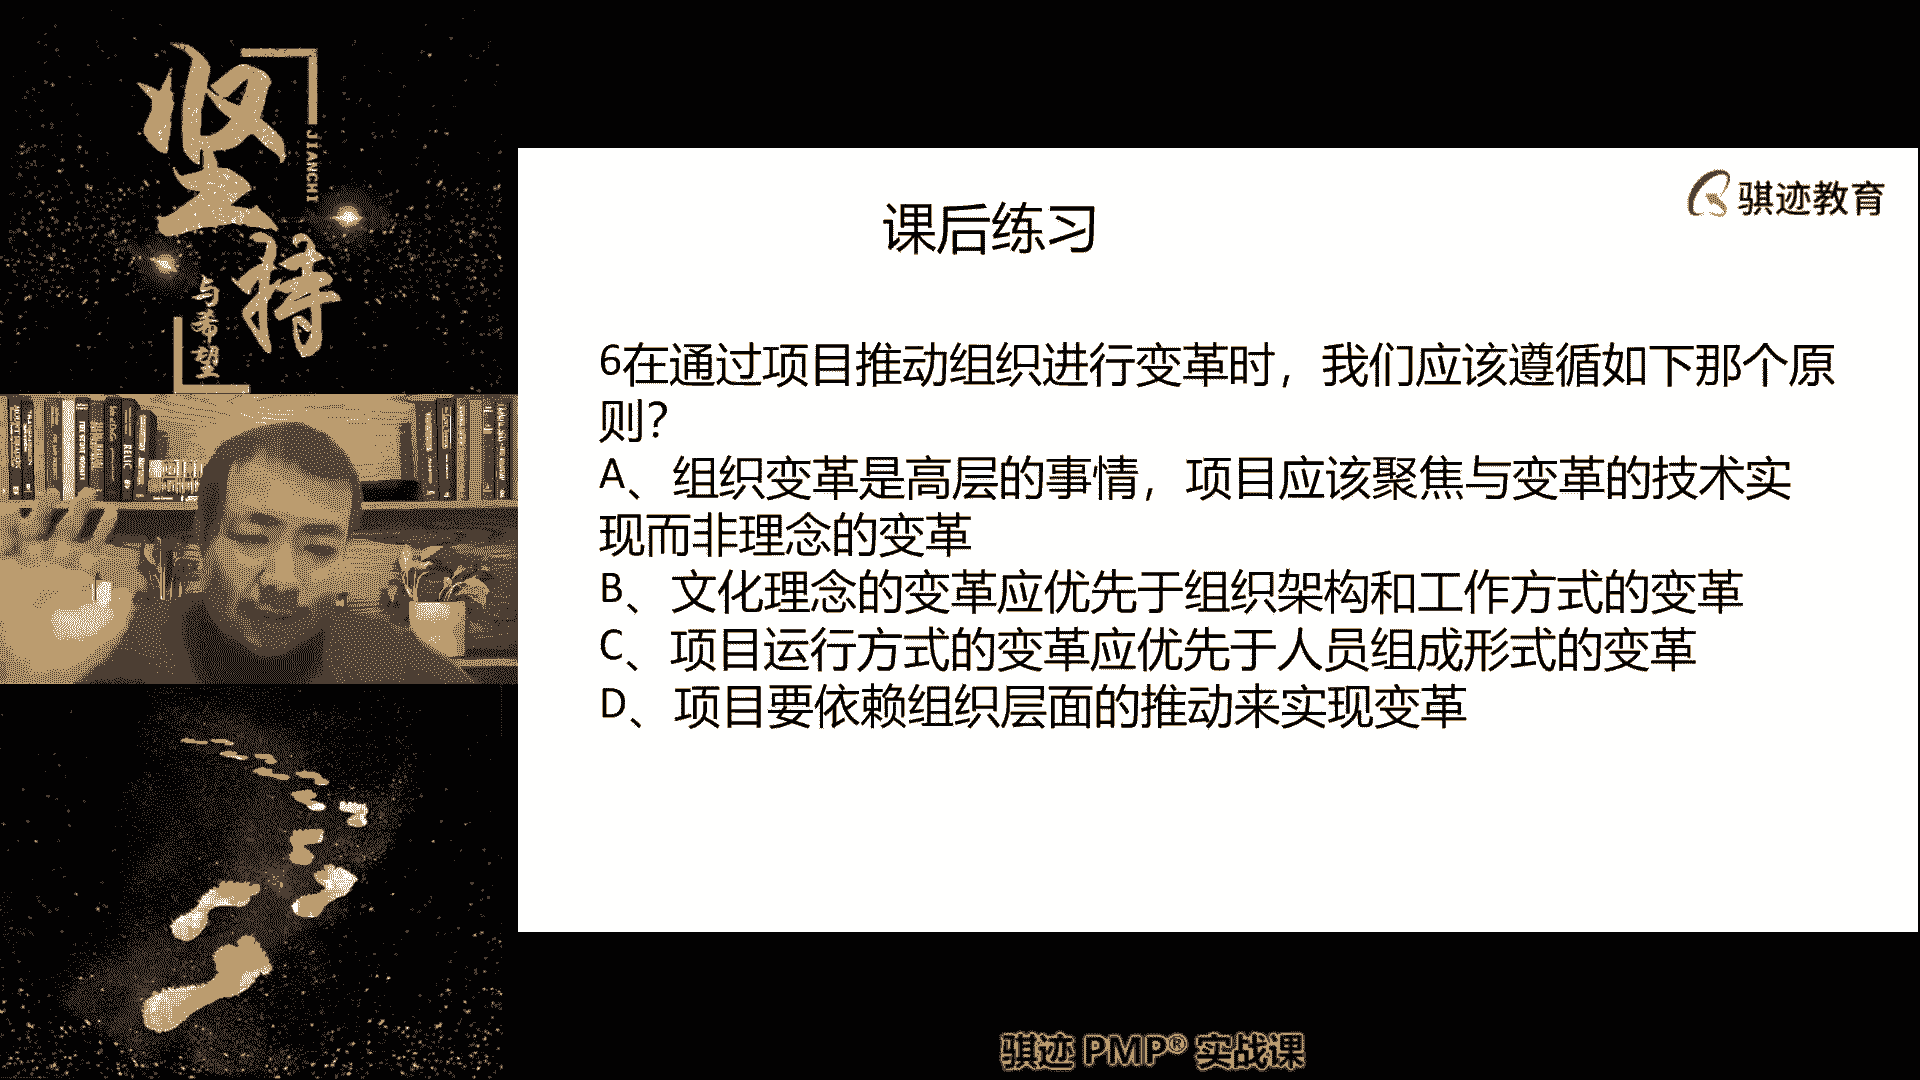 坚持
JIANCHI
与希望
骐迹教育
课后练习
6在通过项目推动组织进行变革时，我们应该遵循如下那个原
则？
A、组织变革是高层的事情，项目应该聚焦与变革的技术实
现而非理念的变革
B、文化理念的变革应优先于组织架构和工作方式的变革
C、项目运行方式的变革应优先于人员组成形式的变革
D、项目要依赖组织层面的推动来实现变革
骐迹 PMP® 实战课